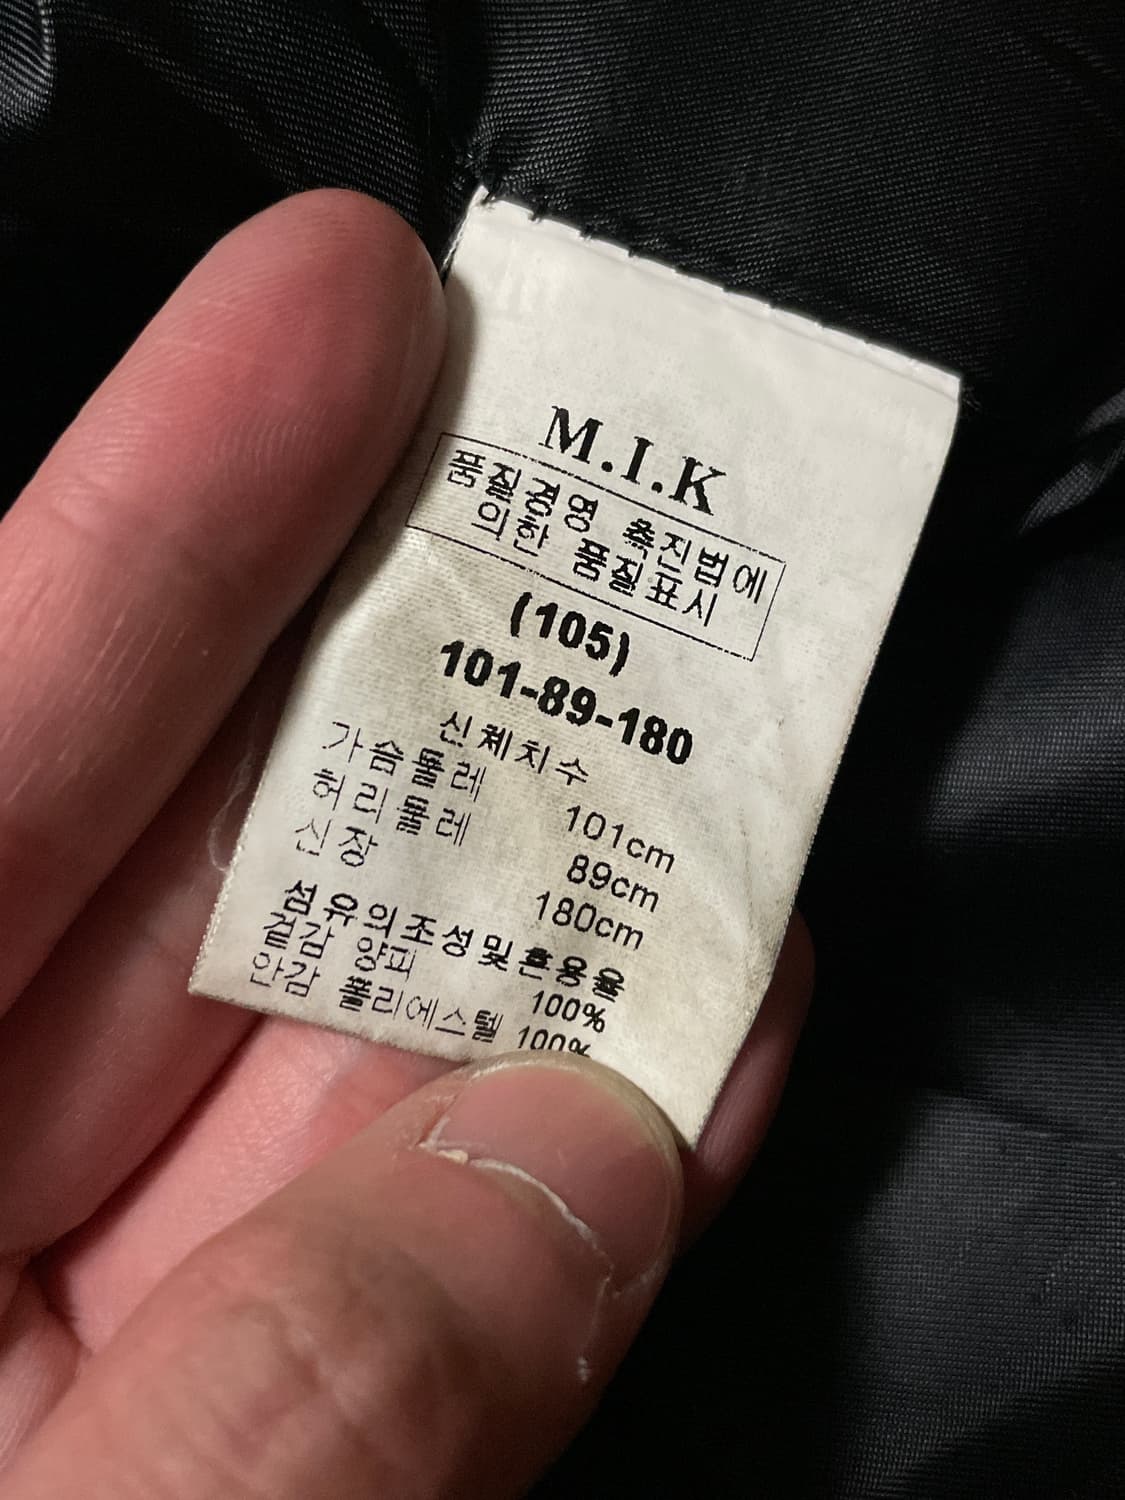 M.I.K
품질경영 촉진법에
의한 품질표시
(105)
101-89-180
신체치수
가슴둘레 101cm
허리둘레 89cm
신장 180cm
섬유의조성및혼용율
겉감 양피 100%
안감 폴리에스텔 100%